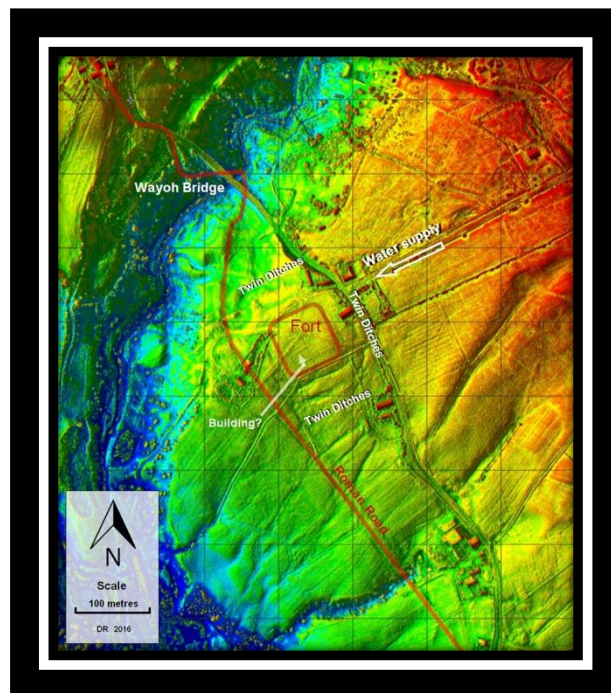 Wayoh Bridge
Water supply
Twin Ditches
Twin Ditches
Fort
Twin Ditches
Building?
Roman Road
N
Scale
100 metres
DR 2016